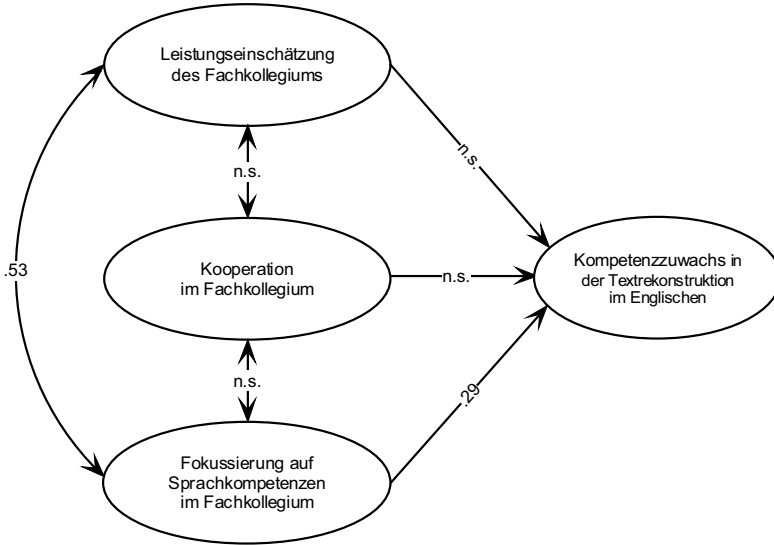 Leistungseinschätzung
des Fachkollegiums
n.s.
n.s.
Kooperation
im Fachkollegium
.53
n.s.
Kompetenzzuwachs in
der Textrekonstruktion
im Englischen
n.s.
.29
Fokussierung auf
Sprachkompetenzen
im Fachkollegium